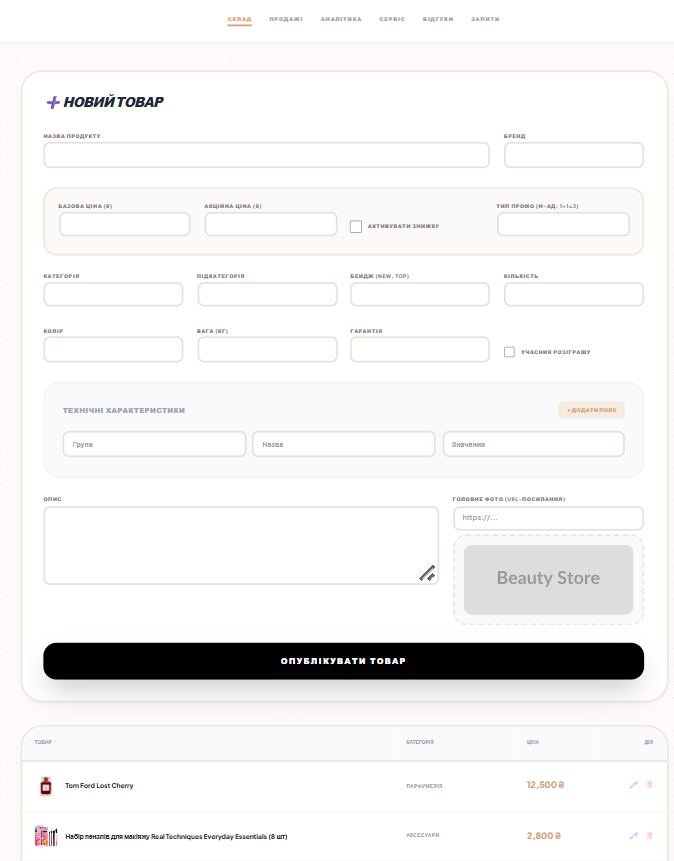 СКЛАД ПРОДАЖІ АНАЛІТИКА СЕРВІС ВІДГУКИ ЗАПИТИ
НОВИЙ ТОВАР
НАЗВА ПРОДУКТУ БРЕНД
БАЗОВА ЦІНА (₴) АКЦІЙНА ЦІНА (₴) ТИП ПРОМО (Н-АД: 1+1=3)
АКТИВУВАТИ ЗНИЖКУ
КАТЕГОРІЯ ПІДКАТЕГОРІЯ БЕЙДЖ (NEW, TOP) КІЛЬКІСТЬ
КОЛІР ВАГА (КГ) ГАРАНТІЯ
УЧАСНИК РОЗІГРАШУ
ТЕХНІЧНІ ХАРАКТЕРИСТИКИ + ДОДАТИ ПОЛЕ
Група Назва Значення
ОПИС ГОЛОВНЕ ФОТО (URL-ПОСИЛАННЯ)
https://...
Beauty Store
ОПУБЛІКУВАТИ ТОВАР
ТОВАР КАТЕГОРІЯ ЦІНА ДІЯ
Tom Ford Lost Cherry ПАРФУМЕРІЯ 12,500 ₴
Набір пензлів для макіяжу Real Techniques Everyday Essentials (8 шт) АКСЕСУАРИ 2,800 ₴